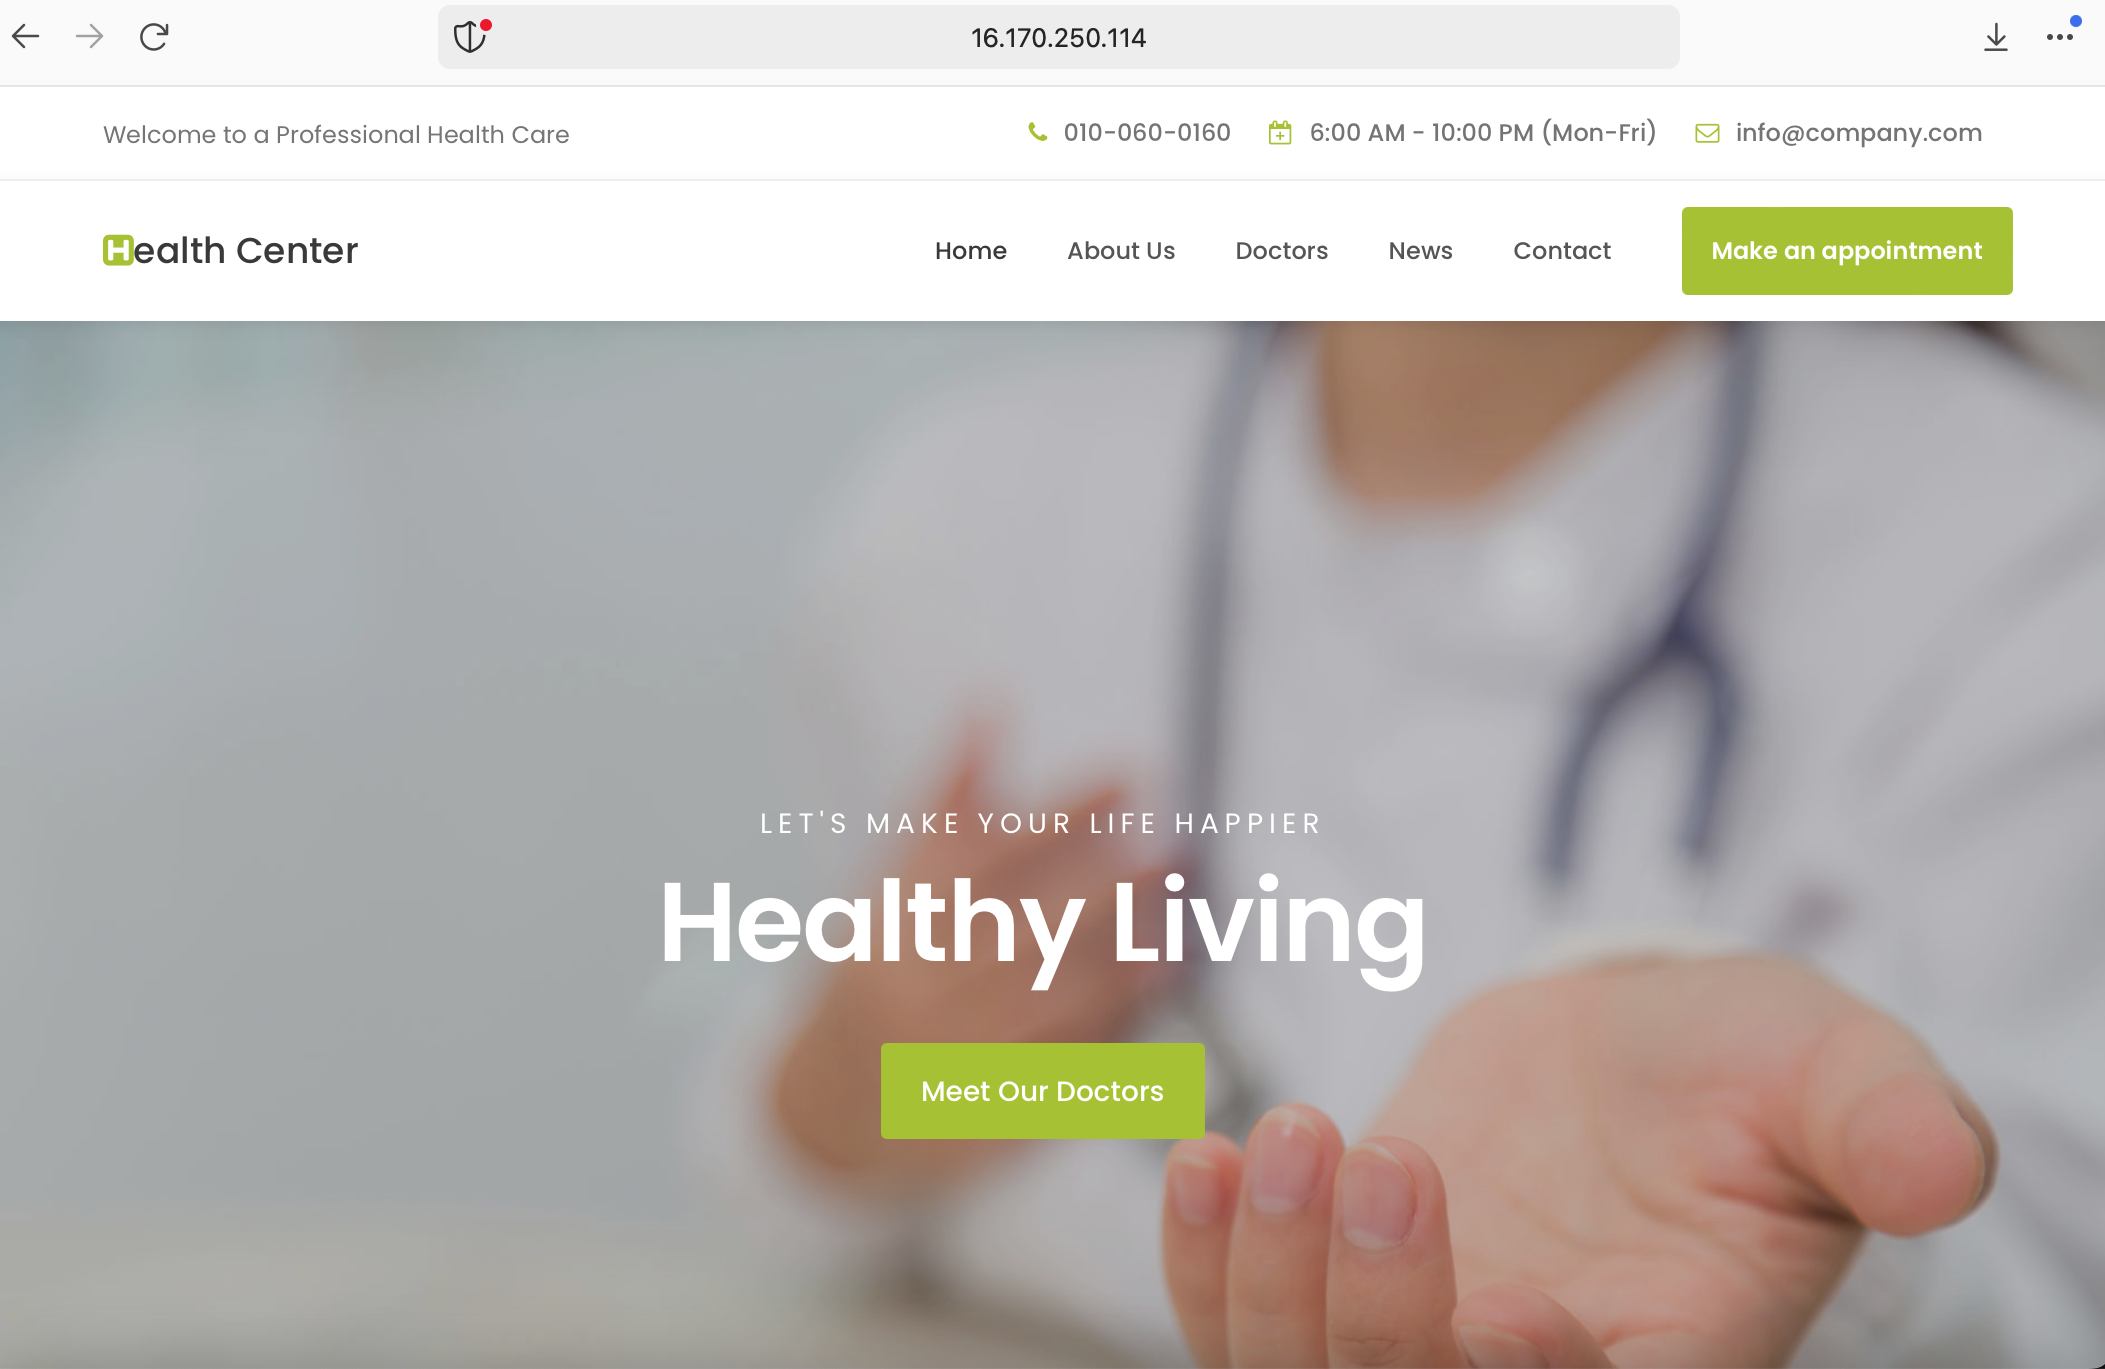 16.170.250.114
Welcome to a Professional Health Care
010-060-0160
6:00 AM - 10:00 PM (Mon-Fri)
info@company.com
Health Center
Home
About Us
Doctors
News
Contact
Make an appointment
LET'S MAKE YOUR LIFE HAPPIER
Healthy Living
Meet Our Doctors